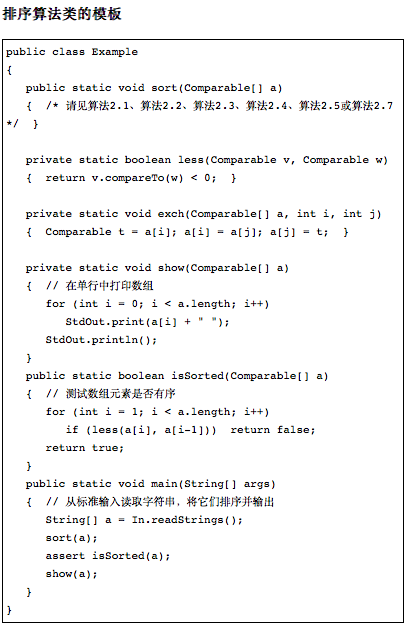 排序算法类的模板
public class Example
{
   public static void sort(Comparable[] a)
   {  /* 请见算法2.1、算法2.2、算法2.3、算法2.4、算法2.5或算法2.7
*/  }
   private static boolean less(Comparable v, Comparable w)
   {  return v.compareTo(w) < 0;  }
   private static void exch(Comparable[] a, int i, int j)
   {  Comparable t = a[i]; a[i] = a[j]; a[j] = t;  }
   private static void show(Comparable[] a)
   {  // 在单行中打印数组
      for (int i = 0; i < a.length; i++)
         StdOut.print(a[i] + " ");
      StdOut.println();
   }
   public static boolean isSorted(Comparable[] a)
   {  // 测试数组元素是否有序
      for (int i = 1; i < a.length; i++)
         if (less(a[i], a[i-1]))  return false;
      return true;
   }
   public static void main(String[] args)
   {  // 从标准输入读取字符串，将它们排序并输出
      String[] a = In.readStrings();
      sort(a);
      assert isSorted(a);
      show(a);
   }
}